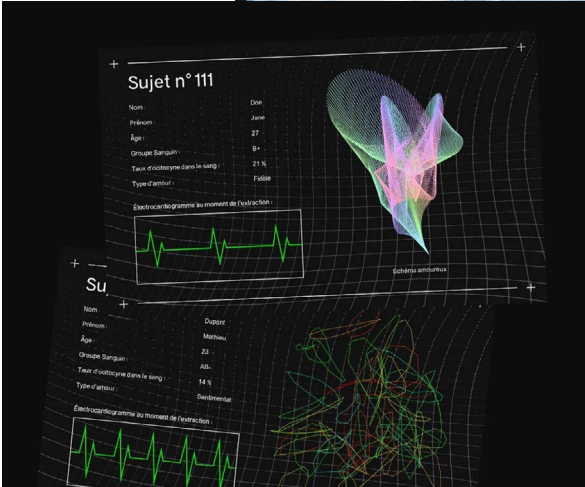 Sujet n° 111
Nom : Doe
Prénom : Jane
Âge : 27
Groupe Sanguin : B+
Taux d'ocitocyne dans le sang : 21 %
Type d'amour : Fidèle
Électrocardiogramme au moment de l'extraction :
Schéma amoureux
Su
Nom : Dupont
Prénom : Mathieu
Âge : 23
Groupe Sanguin : AB-
Taux d'ocitocyne dans le sang : 14 %
Type d'amour : Sentimental
Électrocardiogramme au moment de l'extraction :